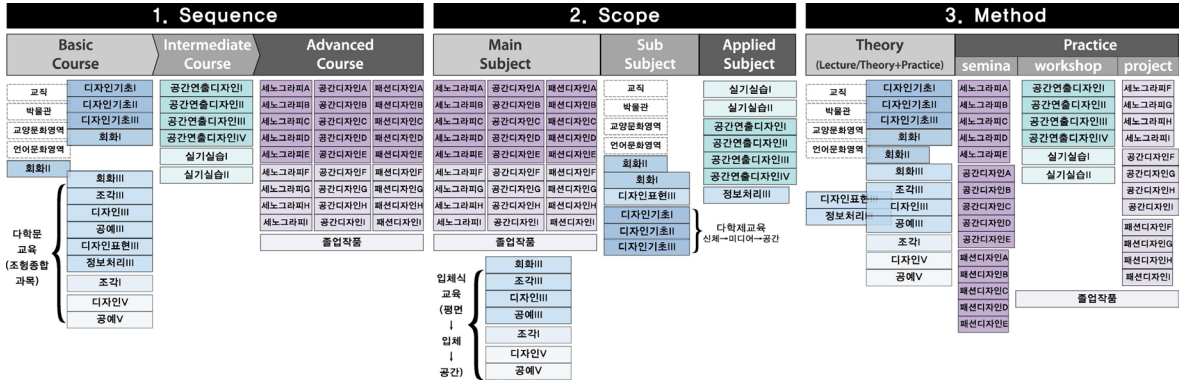 1. Sequence
Basic Course
Intermediate Course
Advanced Course
교직
박물관
교양문화영역
언어문화영역
회화II
디자인기초I
디자인기초II
디자인기초III
회화I
다학문
교육
(조형종합
과목)
회화III
조각III
디자인III
공예III
디자인표현III
정보처리III
조각I
디자인V
공예V
공간연출디자인I
공간연출디자인II
공간연출디자인III
공간연출디자인IV
실기실습I
실기실습II
세노그라피A 공간디자인A 패션디자인A
세노그라피B 공간디자인B 패션디자인B
세노그라피C 공간디자인C 패션디자인C
세노그라피D 공간디자인D 패션디자인D
세노그라피E 공간디자인E 패션디자인E
세노그라피F 공간디자인F 패션디자인F
세노그라피G 공간디자인G 패션디자인G
세노그라피H 공간디자인H 패션디자인H
세노그라피I 공간디자인I 패션디자인I
졸업작품
2. Scope
Main Subject
Sub Subject
Applied Subject
세노그라피A 공간디자인A 패션디자인A
세노그라피B 공간디자인B 패션디자인B
세노그라피C 공간디자인C 패션디자인C
세노그라피D 공간디자인D 패션디자인D
세노그라피E 공간디자인E 패션디자인E
세노그라피F 공간디자인F 패션디자인F
세노그라피G 공간디자인G 패션디자인G
세노그라피H 공간디자인H 패션디자인H
세노그라피I 공간디자인I 패션디자인I
졸업작품
입체식
교육
(평면
↓
입체
↓
공간)
회화III
조각III
디자인III
공예III
조각I
디자인V
공예V
교직
박물관
교양문화영역
언어문화영역
회화II
회화I
디자인표현III
디자인기초I
디자인기초II
디자인기초III
다학제교육
신체→미디어→공간
실기실습I
실기실습II
공간연출디자인I
공간연출디자인II
공간연출디자인III
공간연출디자인IV
정보처리III
3. Method
Theory
(Lecture/Theory+Practice)
Practice
semina
workshop
project
교직
박물관
교양문화영역
언어문화영역
디자인기초I
디자인기초II
디자인기초III
회화I
회화II
회화III
조각III
디자인표현III
디자인III
정보처리III
공예III
조각I
디자인V
공예V
세노그라피A
세노그라피B
세노그라피C
세노그라피D
세노그라피E
공간디자인A
공간디자인B
공간디자인C
공간디자인D
공간디자인E
패션디자인A
패션디자인B
패션디자인C
패션디자인D
패션디자인E
공간연출디자인I
공간연출디자인II
공간연출디자인III
공간연출디자인IV
실기실습I
실기실습II
세노그라피F
세노그라피G
세노그라피H
세노그라피I
공간디자인F
공간디자인G
공간디자인H
공간디자인I
패션디자인F
패션디자인G
패션디자인H
패션디자인I
졸업작품